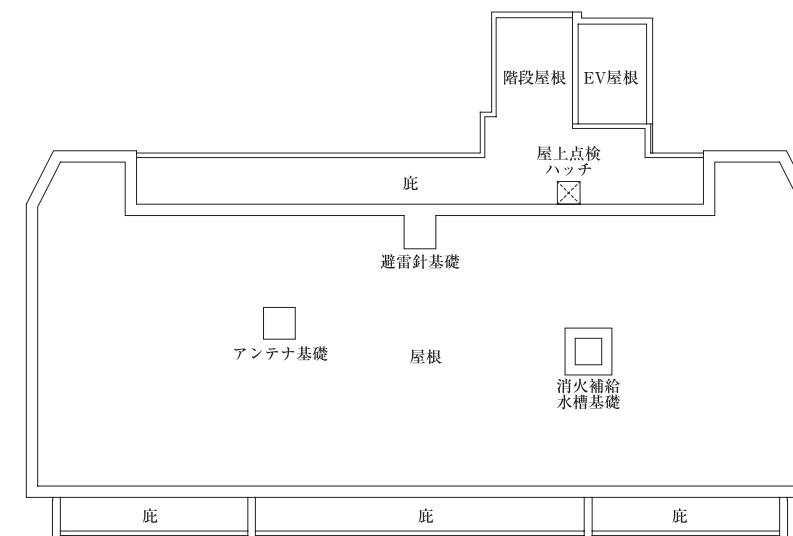 階段屋根
EV屋根
屋上点検
ハッチ
庇
避雷針基礎
アンテナ基礎
屋根
消火補給
水槽基礎
庇
庇
庇